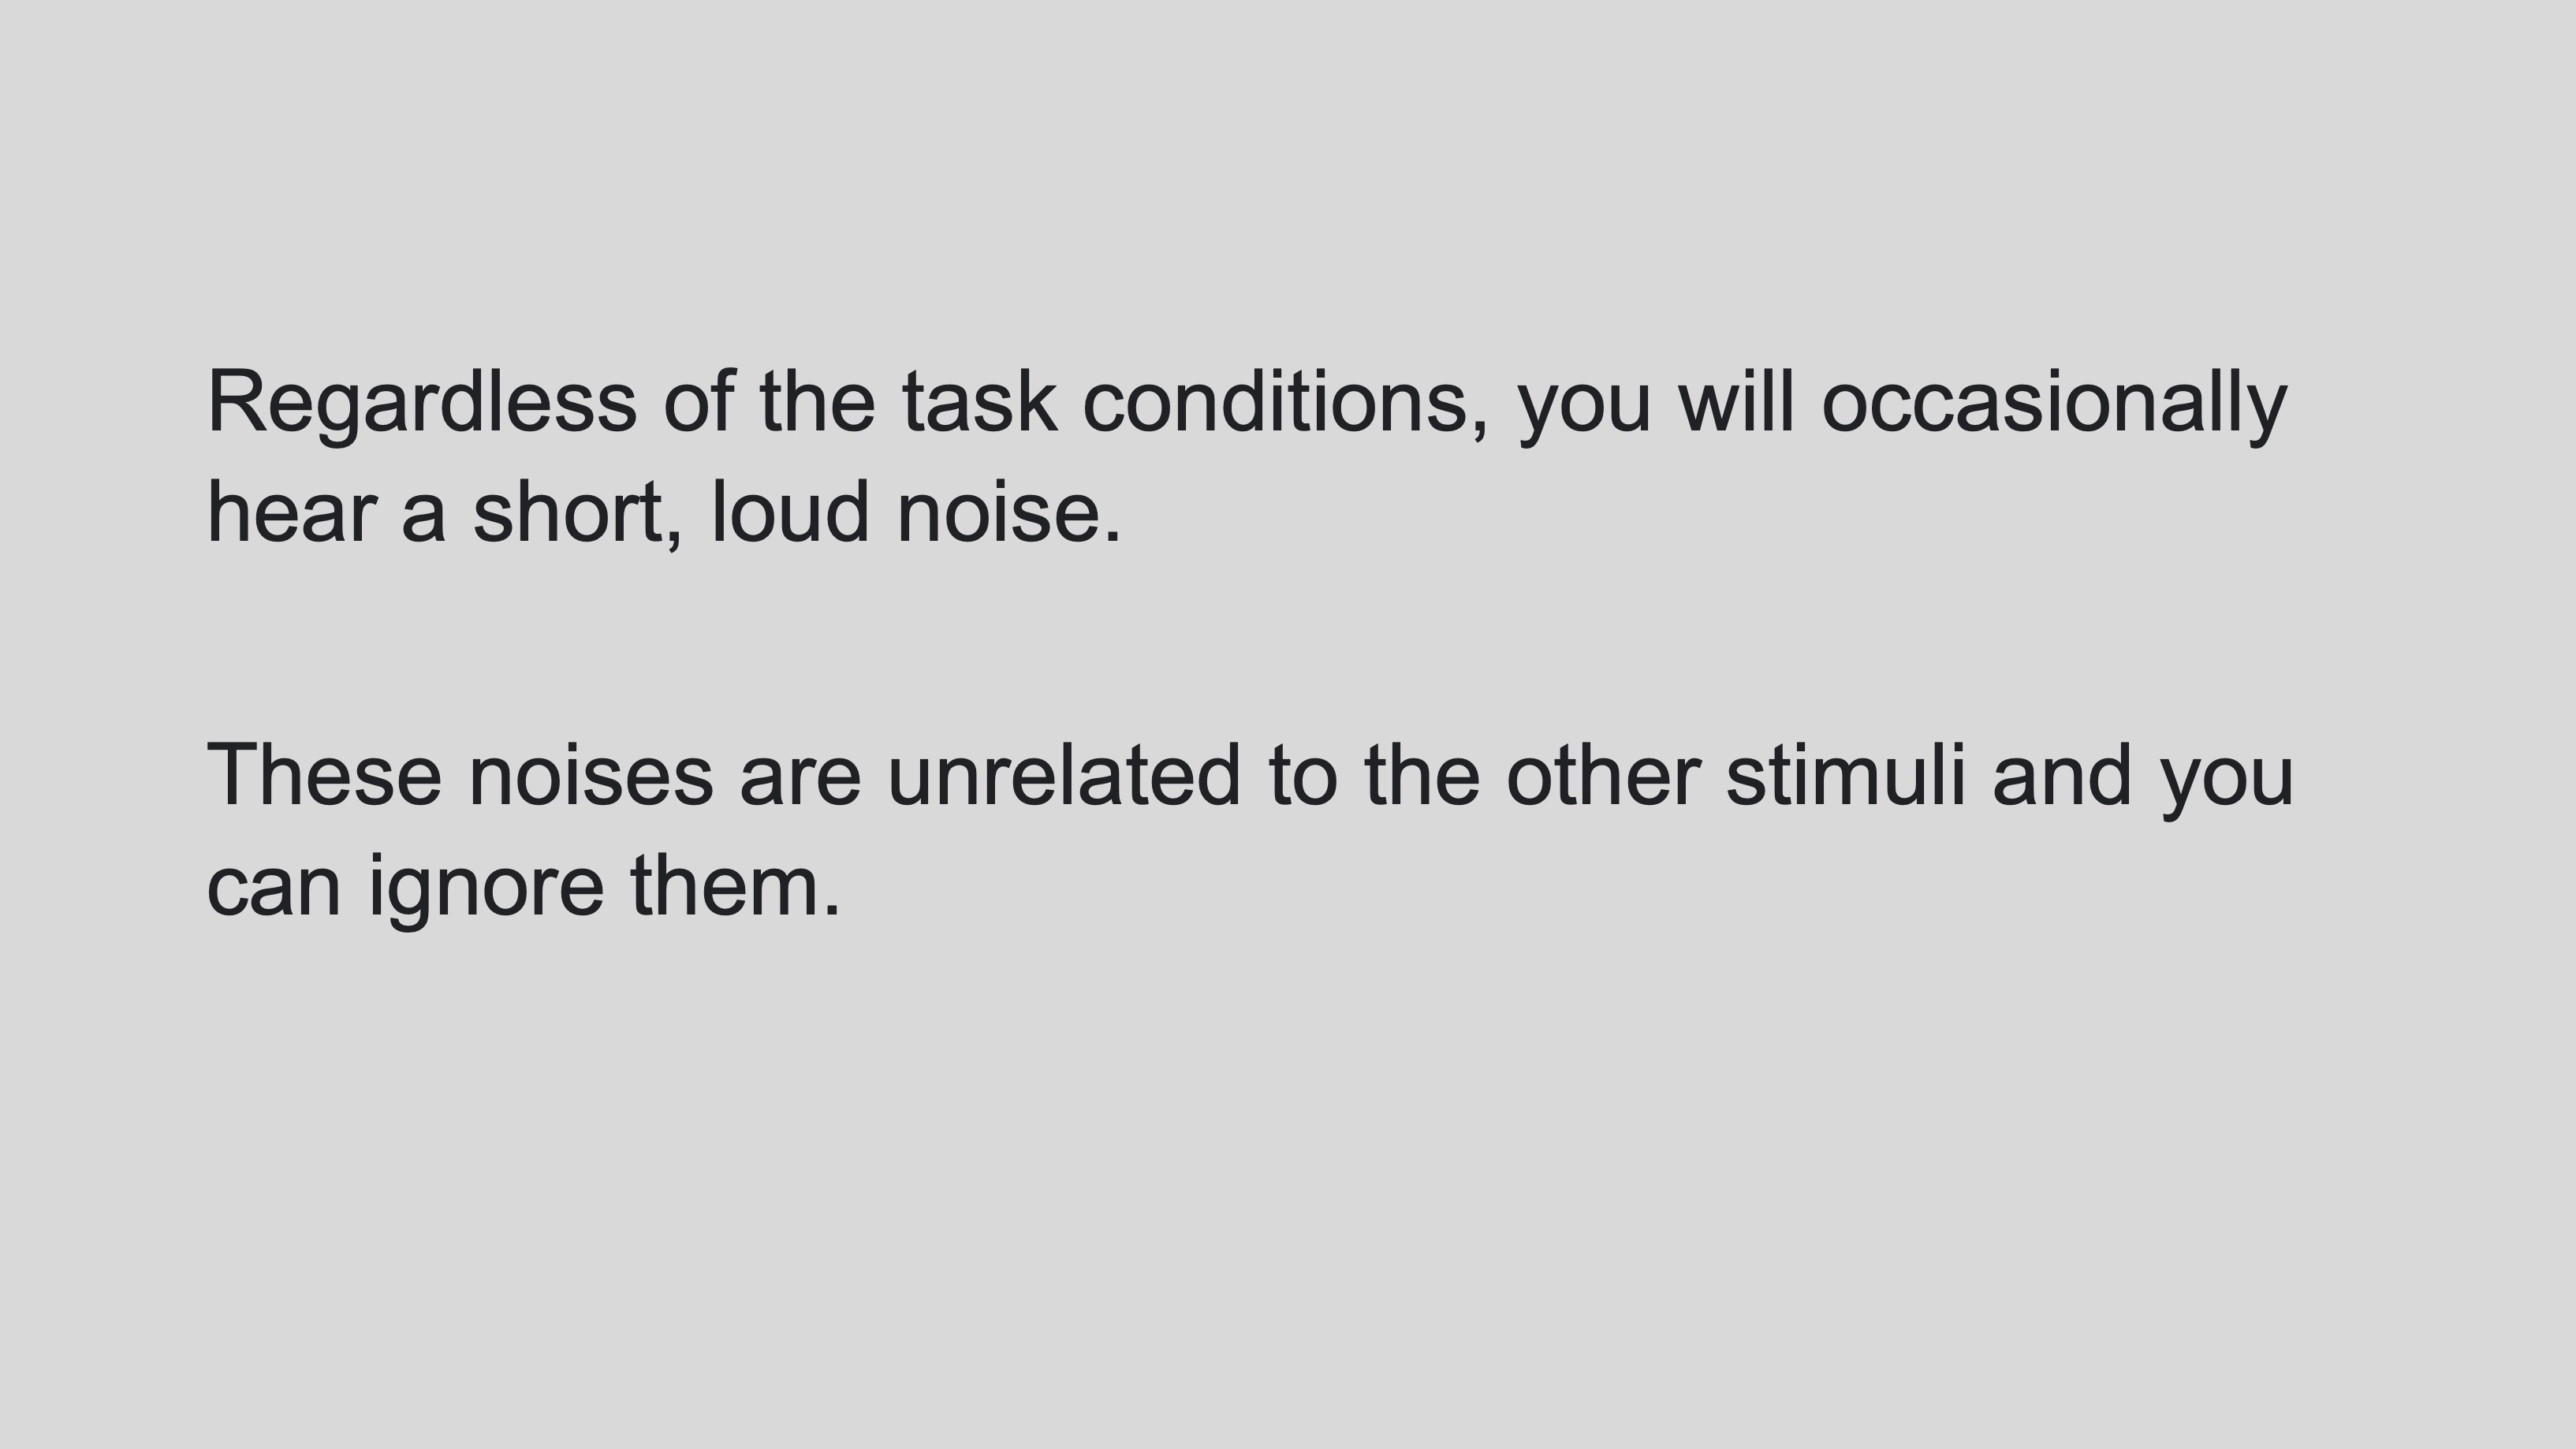 Regardless of the task conditions, you will occasionally
hear a short, loud noise.
These noises are unrelated to the other stimuli and you
can ignore them.